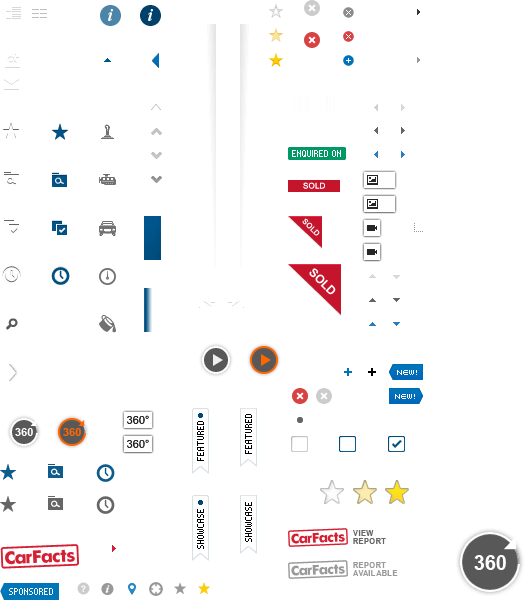 ENQUIRED ON
SOLD
SOLD
SOLD
NEW!
NEW!
360
360
360°
360°
FEATURED
FEATURED
SHOWCASE
SHOWCASE
CarFacts
CarFacts VIEW
REPORT
CarFacts REPORT
AVAILABLE
360
SPONSORED